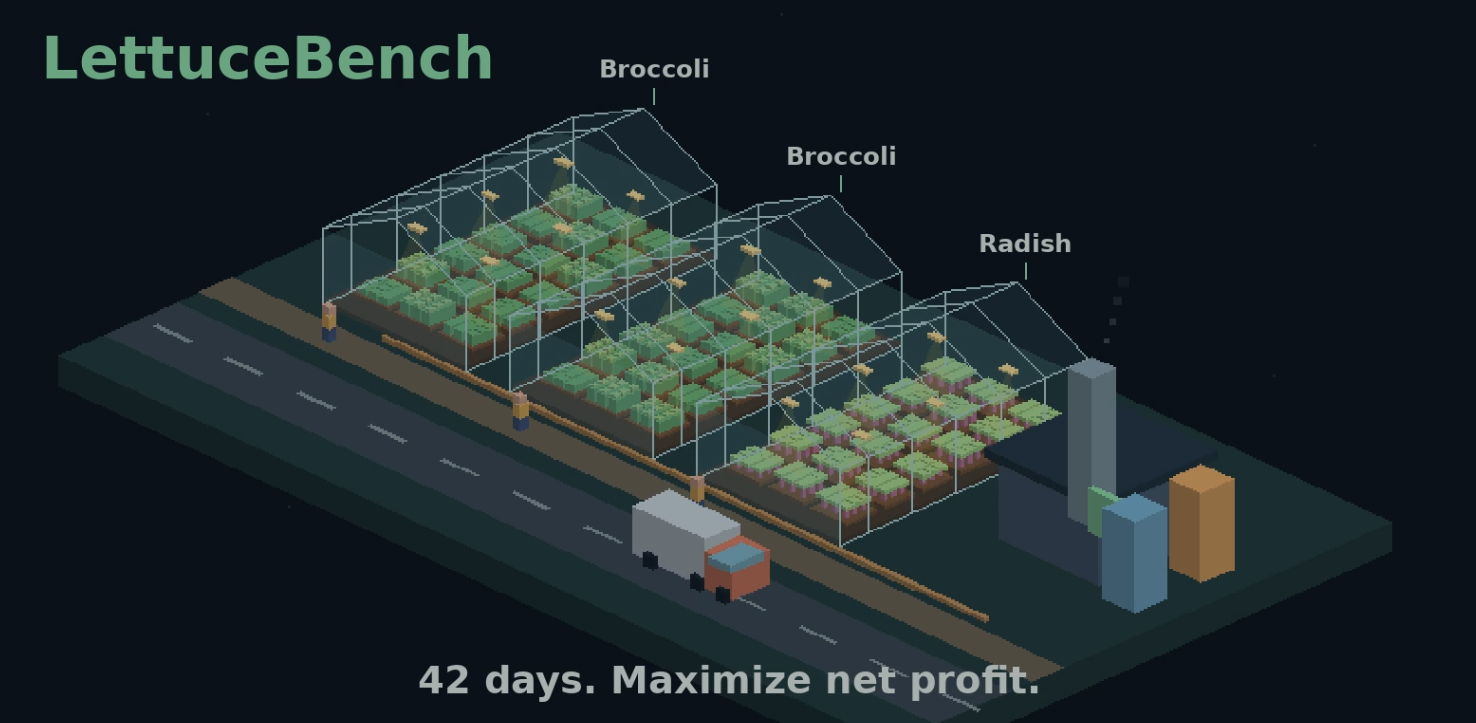 LettuceBench
Broccoli
Broccoli
Radish
42 days. Maximize net profit.